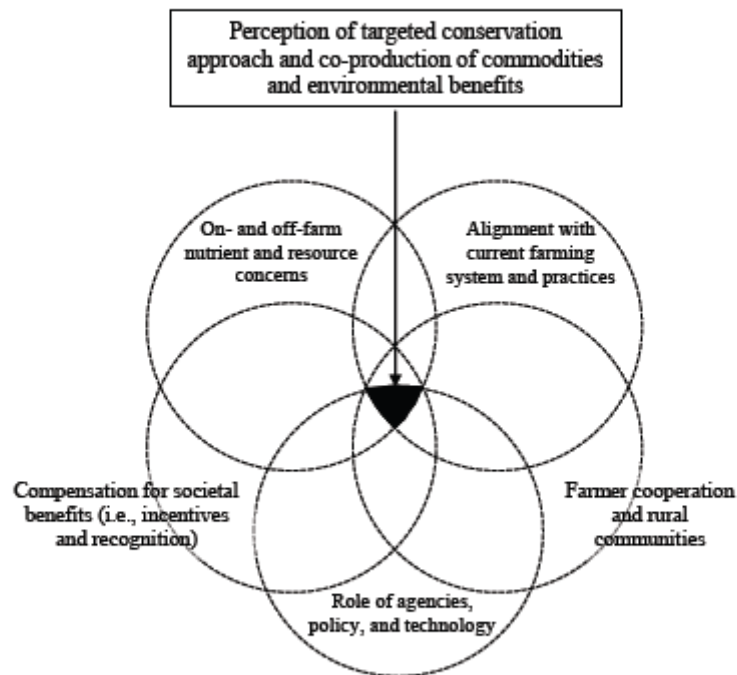 Perception of targeted conservation
approach and co-production of commodities
and environmental benefits
On- and off-farm
nutrient and resource
concerns
Alignment with
current farming
system and practices
Compensation for societal
benefits (i.e., incentives
and recognition)
Farmer cooperation
and rural
communities
Role of agencies,
policy, and technology